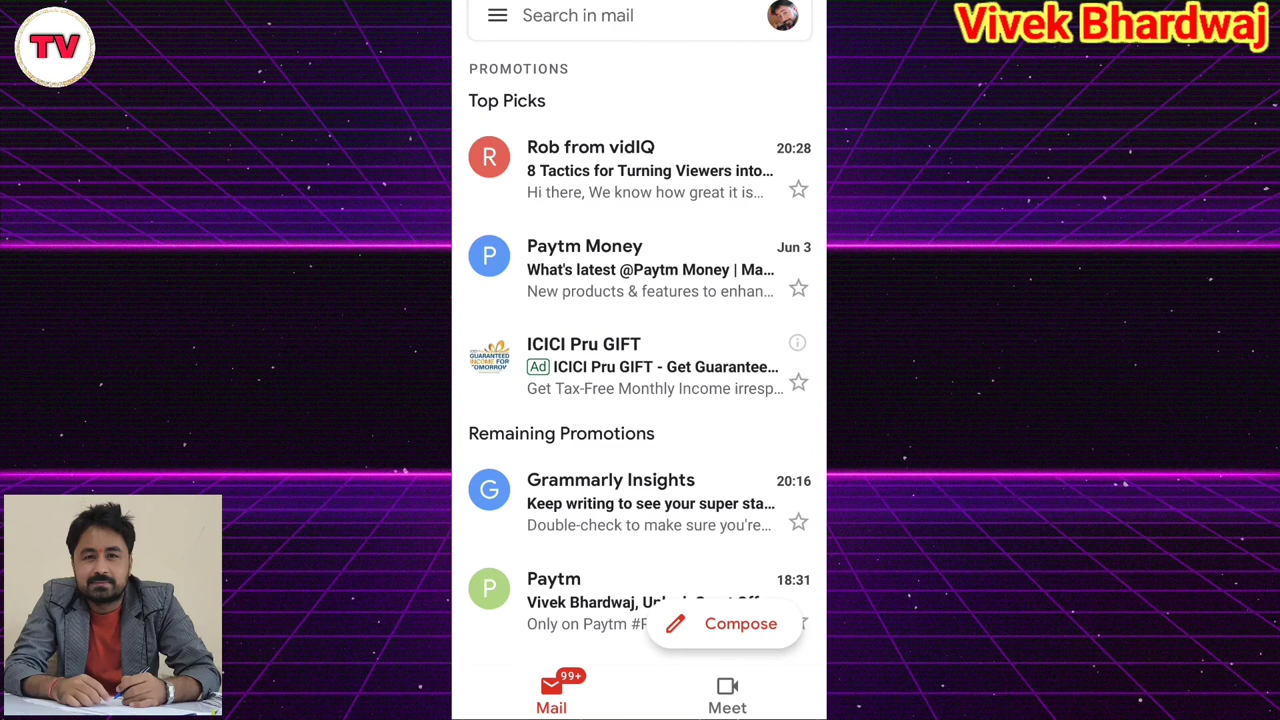 TV
Vivek Bhardwaj
Search in mail
PROMOTIONS
Top Picks
R
Rob from vidIQ
20:28
8 Tactics for Turning Viewers into...
Hi there, We know how great it is...
P
Paytm Money
Jun 3
What's latest @Paytm Money | Ma...
New products & features to enhan...
GUARANTEED
INCOME FOR
TOMORROW
ICICI Pru GIFT
Ad ICICI Pru GIFT - Get Guarantee...
Get Tax-Free Monthly Income irresp...
Remaining Promotions
G
Grammarly Insights
20:16
Keep writing to see your super sta...
Double-check to make sure you're...
P
Paytm
18:31
Vivek Bhardwaj,
Only on Paytm
Compose
99+
Mail
Meet